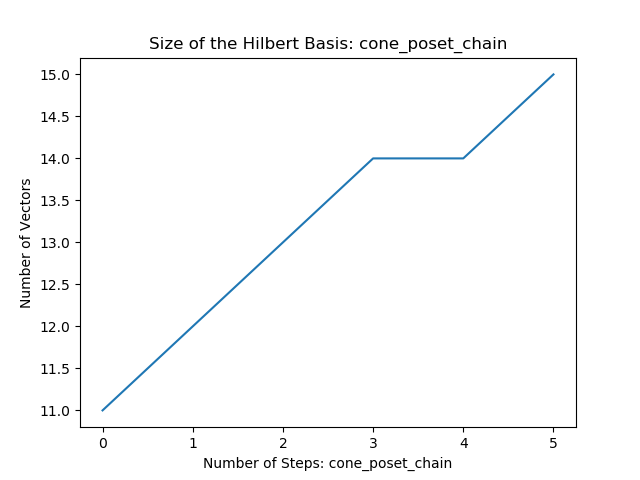 Size of the Hilbert Basis: cone_poset_chain
15.0
14.5
14.0
13.5
13.0
12.5
12.0
11.5
11.0
Number of Vectors
0 1 2 3 4 5
Number of Steps: cone_poset_chain